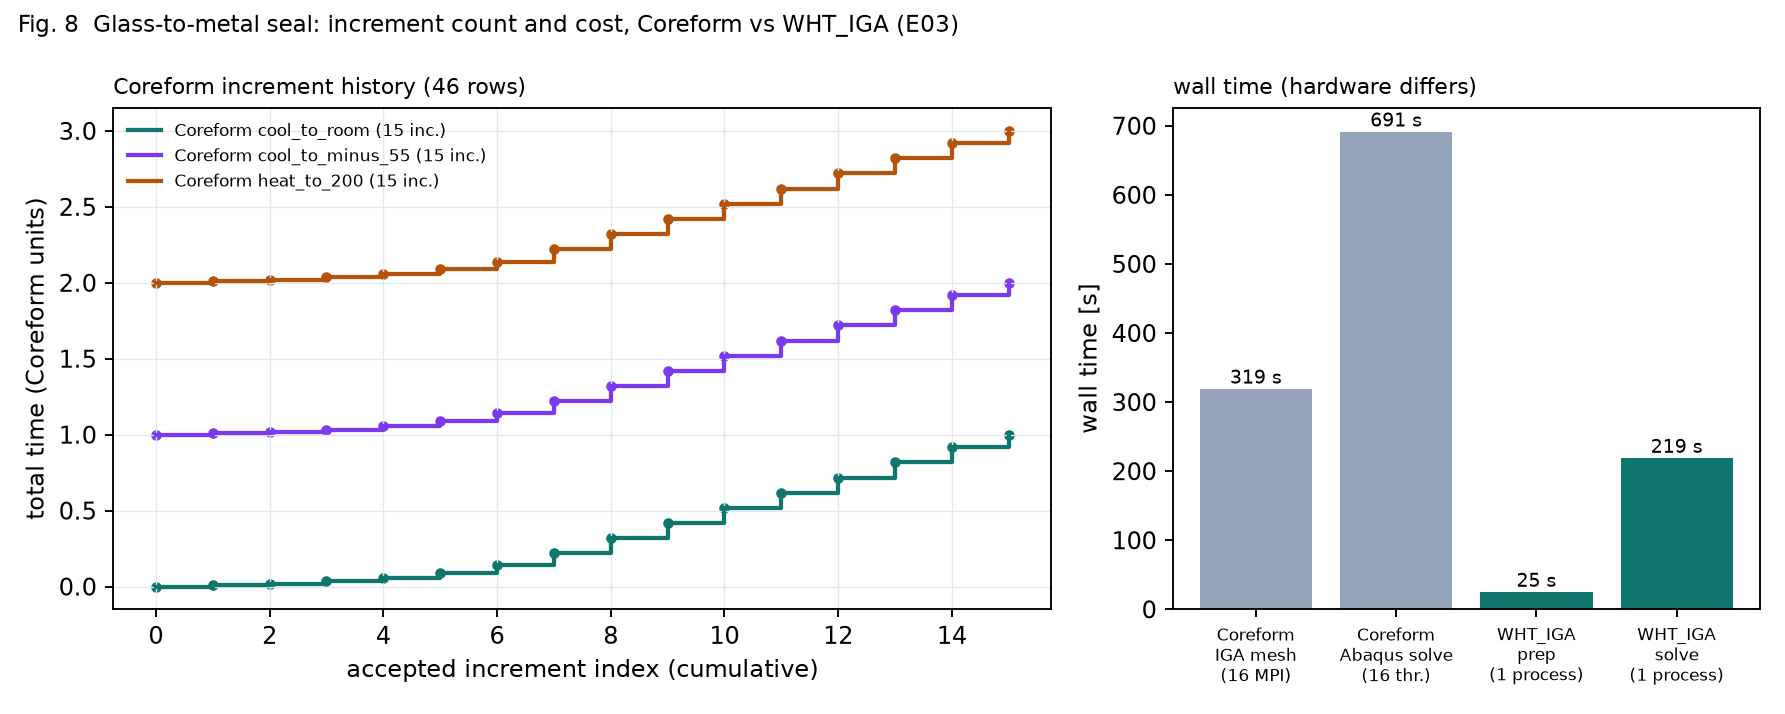 Fig. 8  Glass-to-metal seal: increment count and cost, Coreform vs WHT_IGA (E03)
Coreform increment history (46 rows)
Coreform cool_to_room (15 inc.)
Coreform cool_to_minus_55 (15 inc.)
Coreform heat_to_200 (15 inc.)
total time (Coreform units)
3.0
2.5
2.0
1.5
1.0
0.5
0.0
0 2 4 6 8 10 12 14
accepted increment index (cumulative)
wall time (hardware differs)
wall time [s]
700
600
500
400
300
200
100
0
319 s
691 s
25 s
219 s
Coreform
IGA mesh
(16 MPI)
Coreform
Abaqus solve
(16 thr.)
WHT_IGA
prep
(1 process)
WHT_IGA
solve
(1 process)